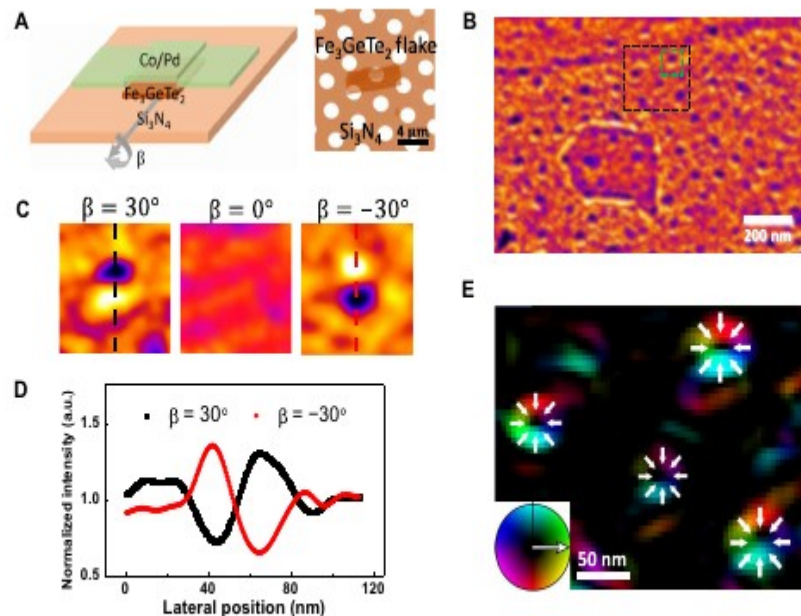 A
Co/Pd
Fe₃GeTe₂
Si₃N₄
β
Fe₃GeTe₂ flake
Si₃N₄
4 μm
B
200 nm
C
β = 30°
β = 0°
β = −30°
D
Normalized intensity (a.u.)
1.5
1.0
0.5
β = 30°
β = −30°
0
40
80
120
Lateral position (nm)
E
50 nm